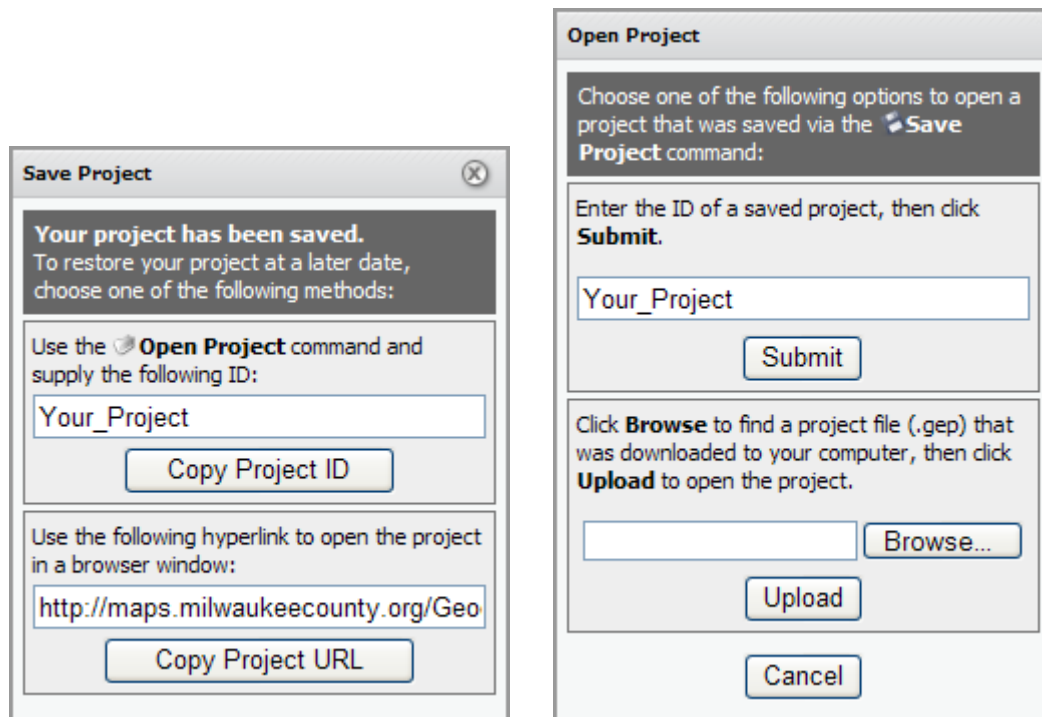 Save Project
Your project has been saved.
To restore your project at a later date,
choose one of the following methods:
Use the Open Project command and
supply the following ID:
Your_Project
Copy Project ID
Use the following hyperlink to open the project
in a browser window:
http://maps.milwaukeecounty.org/Geo
Copy Project URL
Open Project
Choose one of the following options to open a
project that was saved via the Save
Project command:
Enter the ID of a saved project, then click
Submit.
Your_Project
Submit
Click Browse to find a project file (.gep) that
was downloaded to your computer, then click
Upload to open the project.
Browse...
Upload
Cancel